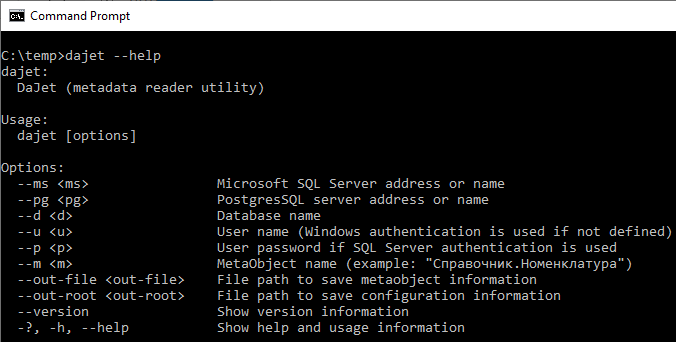 Command Prompt
C:\temp>dajet --help
dajet:
  DaJet (metadata reader utility)
Usage:
  dajet [options]
Options:
  --ms <ms>                Microsoft SQL Server address or name
  --pg <pg>                PostgresSQL server address or name
  --d <d>                  Database name
  --u <u>                  User name (Windows authentication is used if not defined)
  --p <p>                  User password if SQL Server authentication is used
  --m <m>                  MetaObject name (example: "Справочник.Номенклатура")
  --out-file <out-file>    File path to save metaobject information
  --out-root <out-root>    File path to save configuration information
  --version                Show version information
  -?, -h, --help           Show help and usage information